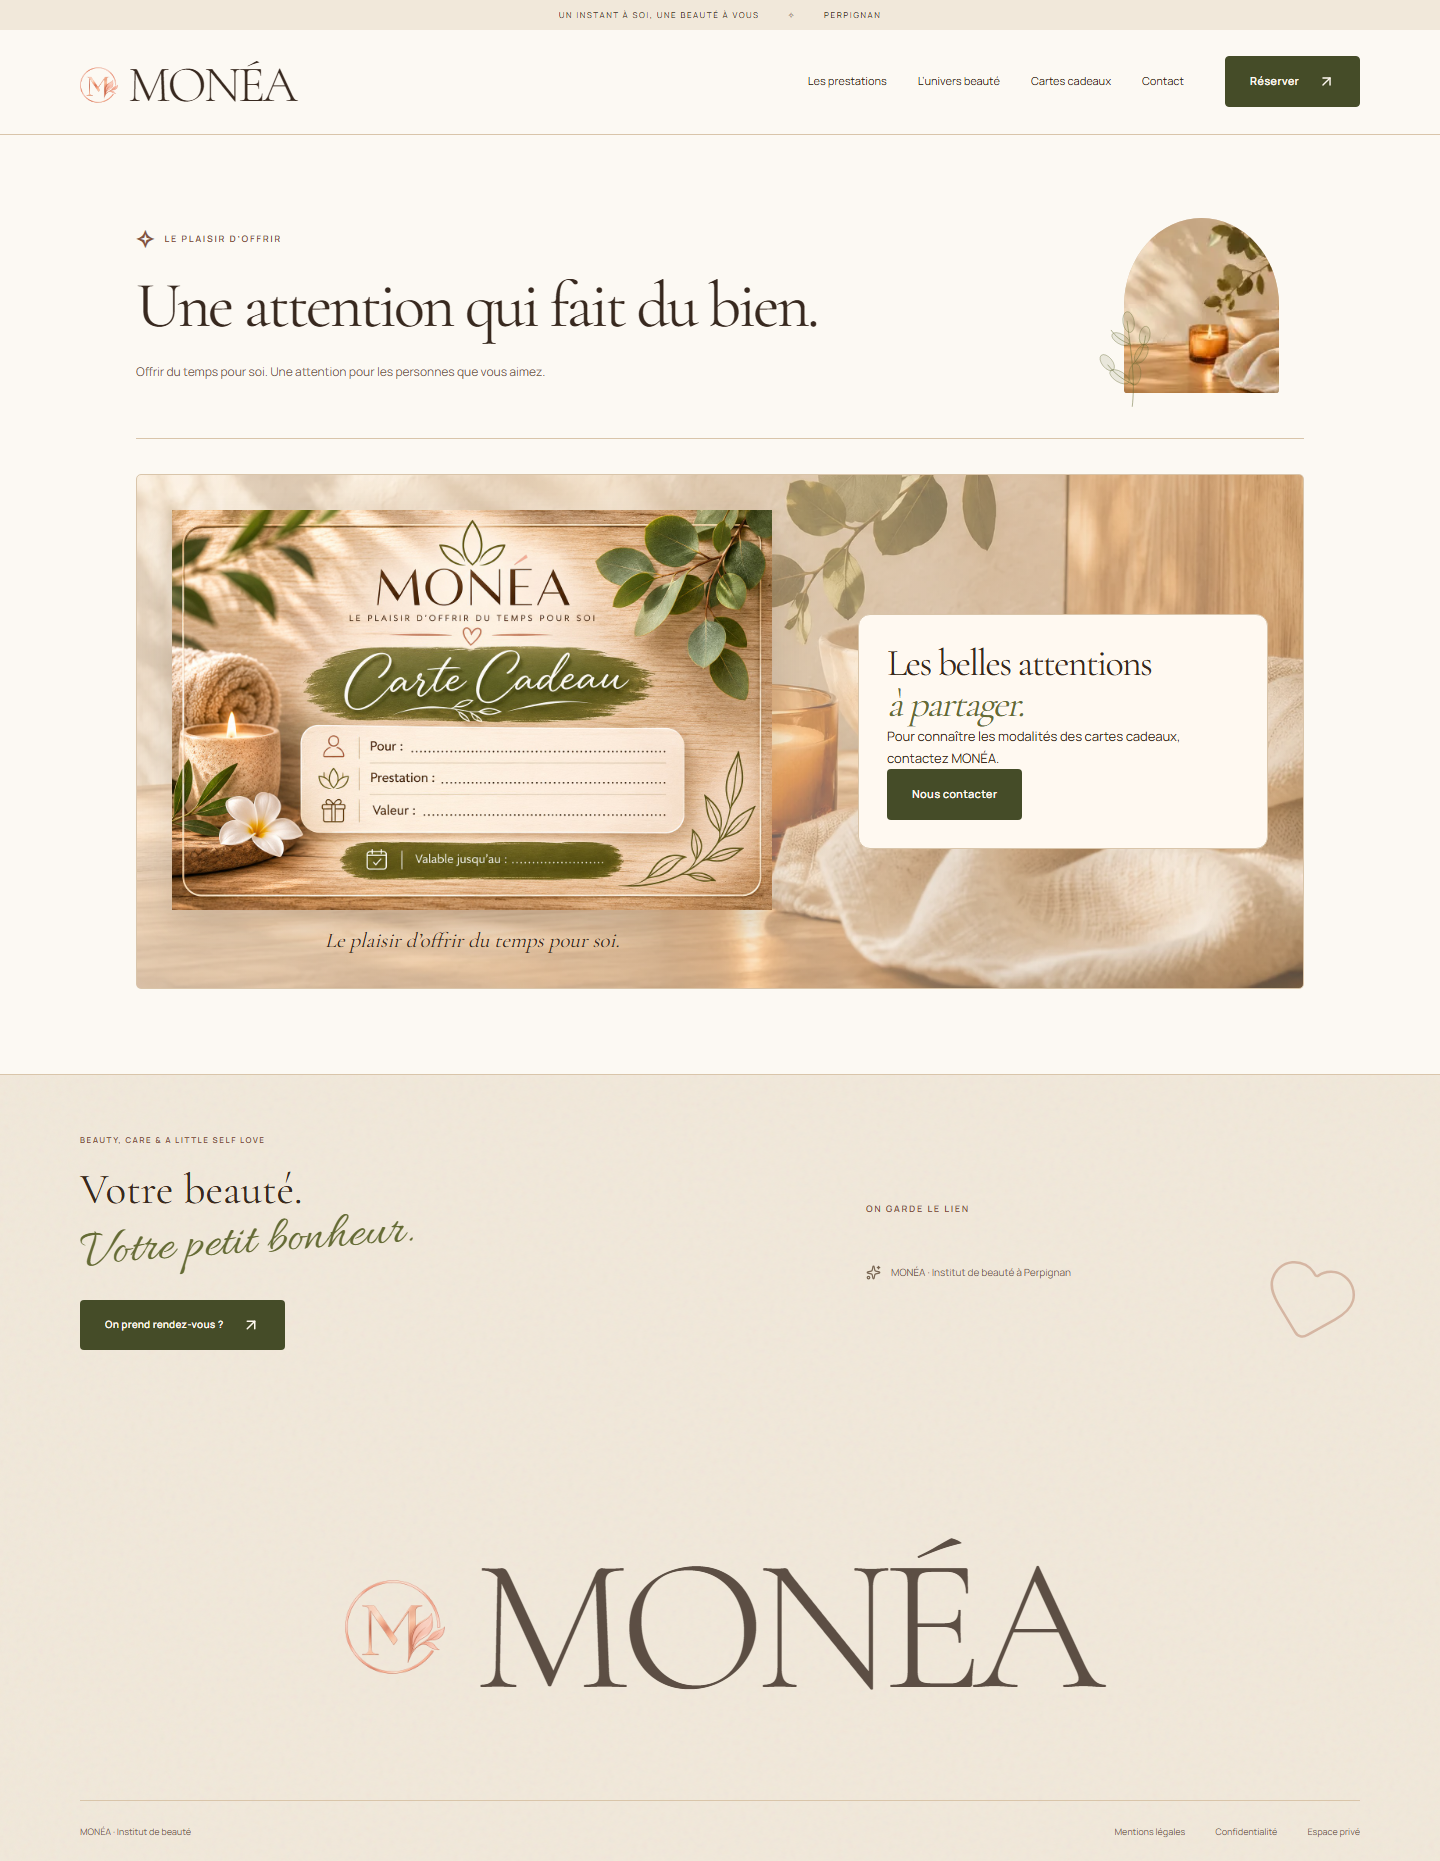 UN INSTANT À SOI, UNE BEAUTÉ À VOUS ✧ PERPIGNAN
M MONÉA
Les prestations L'univers beauté Cartes cadeaux Contact Réserver
LE PLAISIR D'OFFRIR
Une attention qui fait du bien.
Offrir du temps pour soi. Une attention pour les personnes que vous aimez.
MONÉA
LE PLAISIR D'OFFRIR DU TEMPS POUR SOI
Carte Cadeau
Pour : ........................................
Prestation : ........................................
Valeur : ........................................
Valable jusqu'au : ......................
Le plaisir d'offrir du temps pour soi.
Les belles attentions
à partager.
Pour connaître les modalités des cartes cadeaux,
contactez MONÉA.
Nous contacter
BEAUTY, CARE & A LITTLE SELF LOVE
Votre beauté.
Votre petit bonheur.
On prend rendez-vous ?
ON GARDE LE LIEN
MONÉA · Institut de beauté à Perpignan
M MONÉA
MONÉA · Institut de beauté
Mentions légales Confidentialité Espace privé